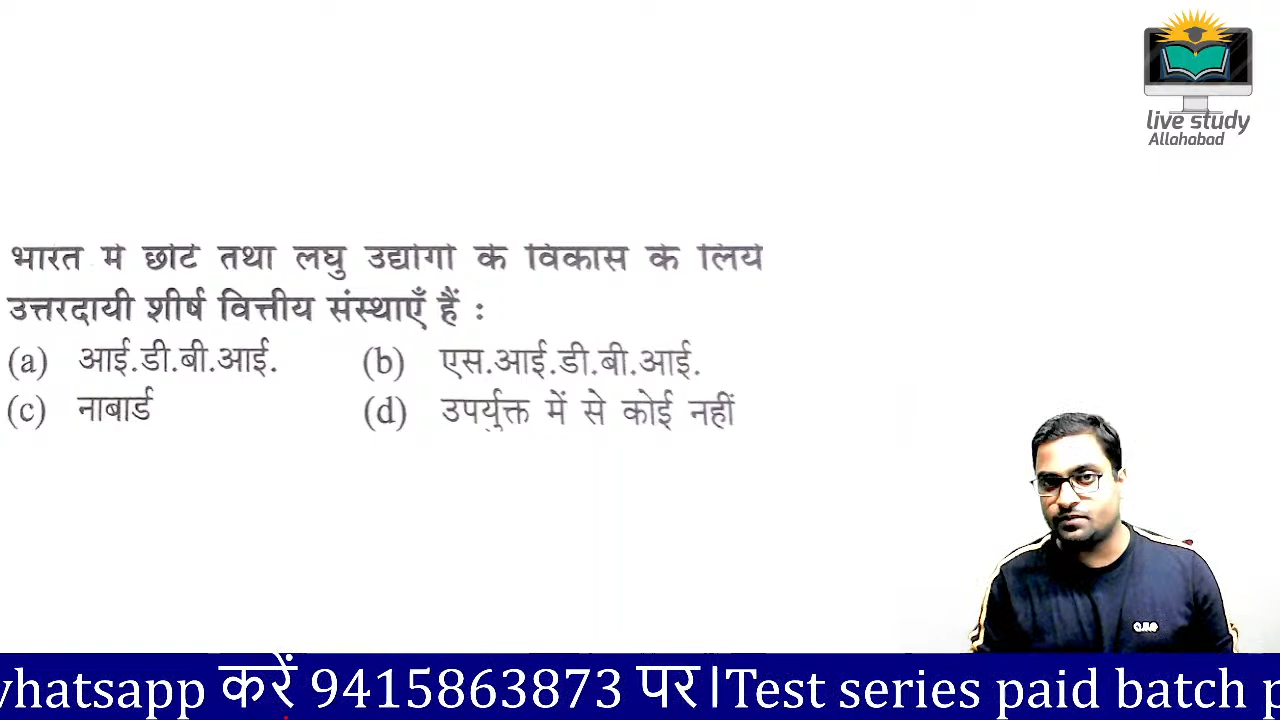 live study
Allahabad
भारत में छोटे तथा लघु उद्योगों के विकास के लिये
उत्तरदायी शीर्ष वित्तीय संस्थाएँ हैं :
(a) आई.डी.बी.आई. (b) एस.आई.डी.बी.आई.
(c) नाबार्ड (d) उपर्युक्त में से कोई नहीं
whatsapp करें 9415863873 पर।Test series paid batch